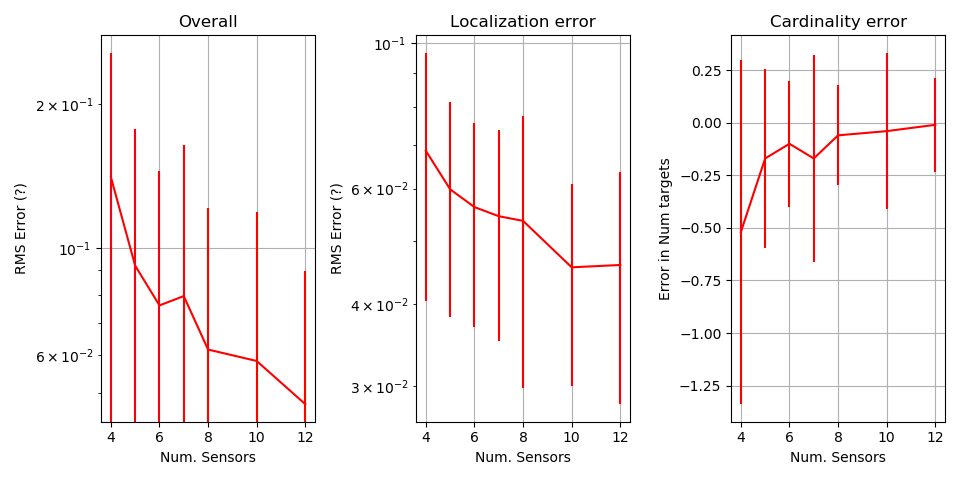 Overall
RMS Error (?)
2 × 10⁻¹
10⁻¹
6 × 10⁻²
4 6 8 10 12
Num. Sensors
Localization error
RMS Error (?)
10⁻¹
6 × 10⁻²
4 × 10⁻²
3 × 10⁻²
4 6 8 10 12
Num. Sensors
Cardinality error
Error in Num targets
0.25
0.00
−0.25
−0.50
−0.75
−1.00
−1.25
4 6 8 10 12
Num. Sensors